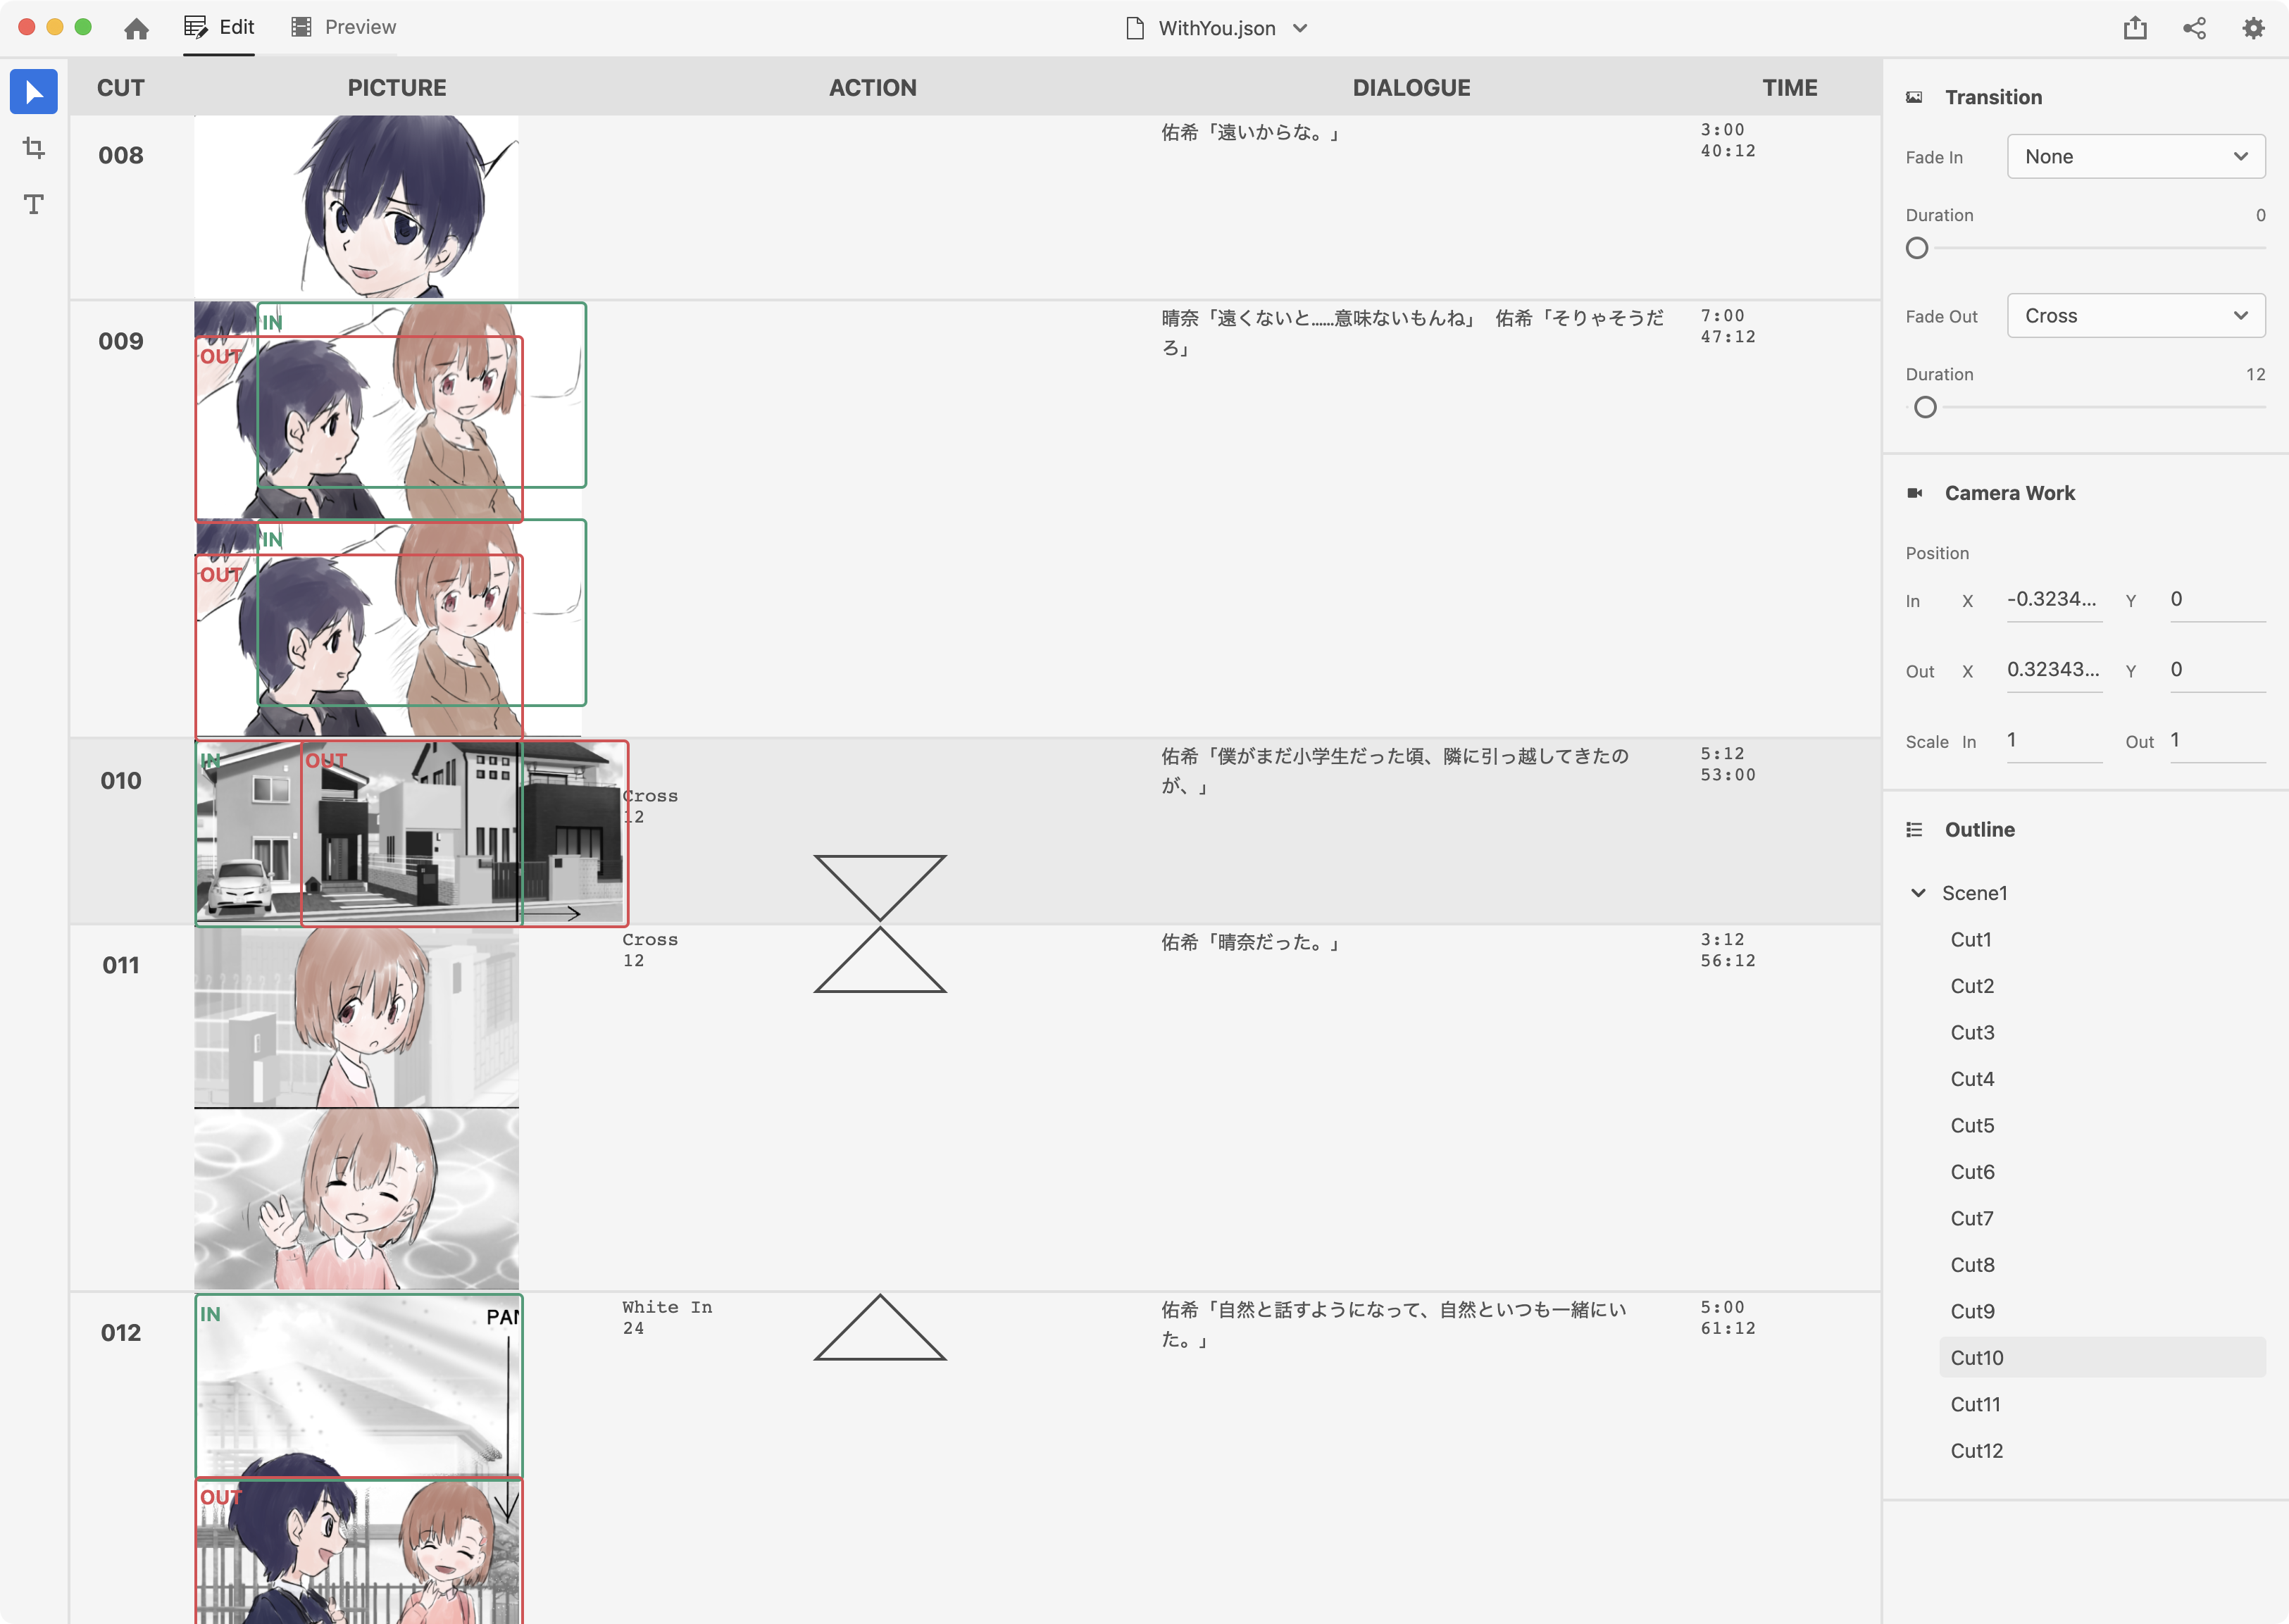 Edit
Preview
WithYou.json
CUT
PICTURE
ACTION
DIALOGUE
TIME
008
佑希「遠いからな。」
3:00
40:12
009
IN
OUT
IN
OUT
晴奈「遠くないと……意味ないもんね」 佑希「そりゃそうだ
ろ」
7:00
47:12
010
IN
OUT
Cross
12
佑希「僕がまだ小学生だった頃、隣に引っ越してきたの
が、」
5:12
53:00
011
Cross
12
佑希「晴奈だった。」
3:12
56:12
012
IN
PAN
OUT
White In
24
佑希「自然と話すようになって、自然といつも一緒にい
た。」
5:00
61:12
Transition
Fade In
None
Duration
0
Fade Out
Cross
Duration
12
Camera Work
Position
In X -0.3234... Y 0
Out X 0.32343... Y 0
Scale In 1 Out 1
Outline
Scene1
Cut1
Cut2
Cut3
Cut4
Cut5
Cut6
Cut7
Cut8
Cut9
Cut10
Cut11
Cut12